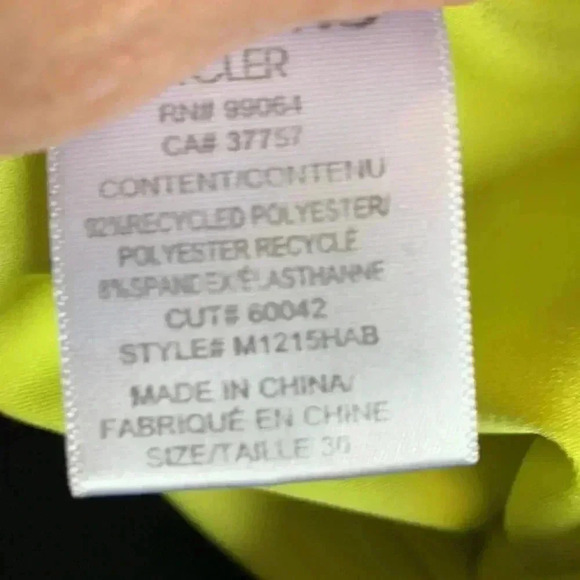 RN# 99064
CA# 37757
CONTENT/CONTENU
92%RECYCLED POLYESTER/
POLYESTER RECYCLÉ
8%SPANDEX/ÉLASTHANNE
CUT# 60042
STYLE# M1215HAB
MADE IN CHINA/
FABRIQUÉ EN CHINE
SIZE/TAILLE 36